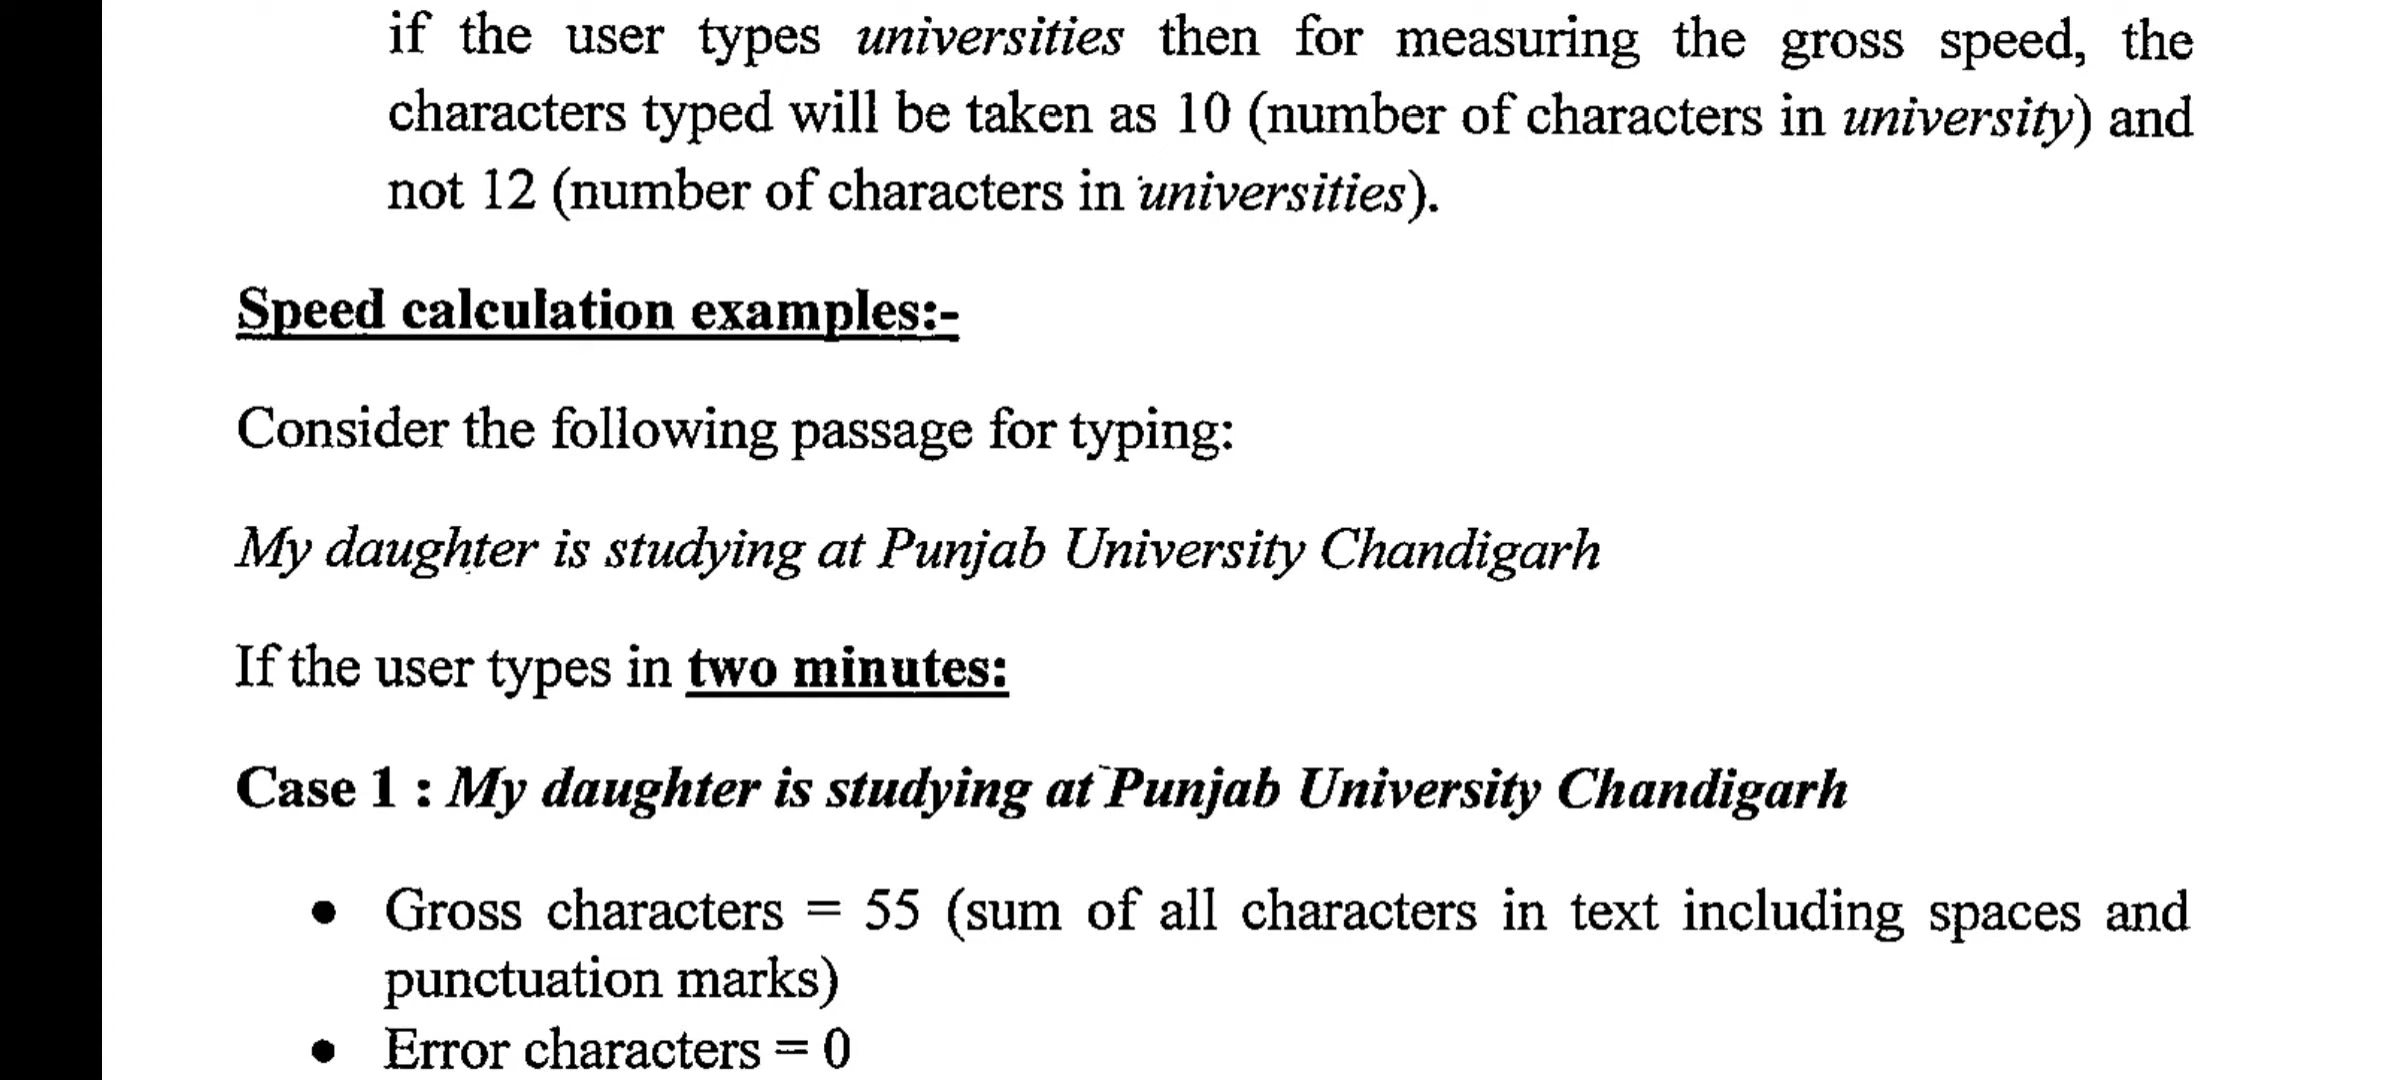 if the user types universities then for measuring the gross speed, the
characters typed will be taken as 10 (number of characters in university) and
not 12 (number of characters in universities).
Speed calculation examples:-
Consider the following passage for typing:
My daughter is studying at Punjab University Chandigarh
If the user types in two minutes:
Case 1 : My daughter is studying at Punjab University Chandigarh
• Gross characters = 55 (sum of all characters in text including spaces and
punctuation marks)
• Error characters = 0